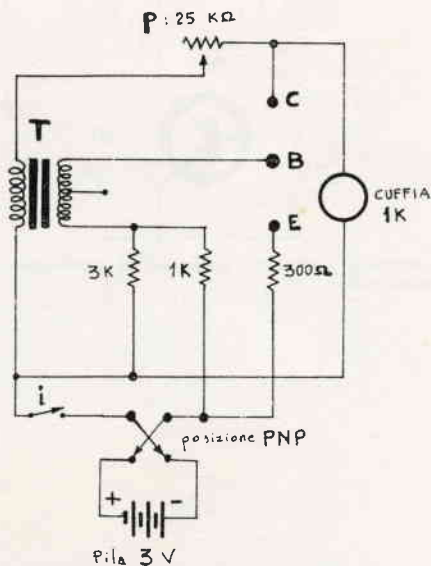 P : 25 KΩ
C
T
B
CUFFIA
1K
E
3K
1K
300Ω
i
posizione PNP
+
-
Pila 3 V